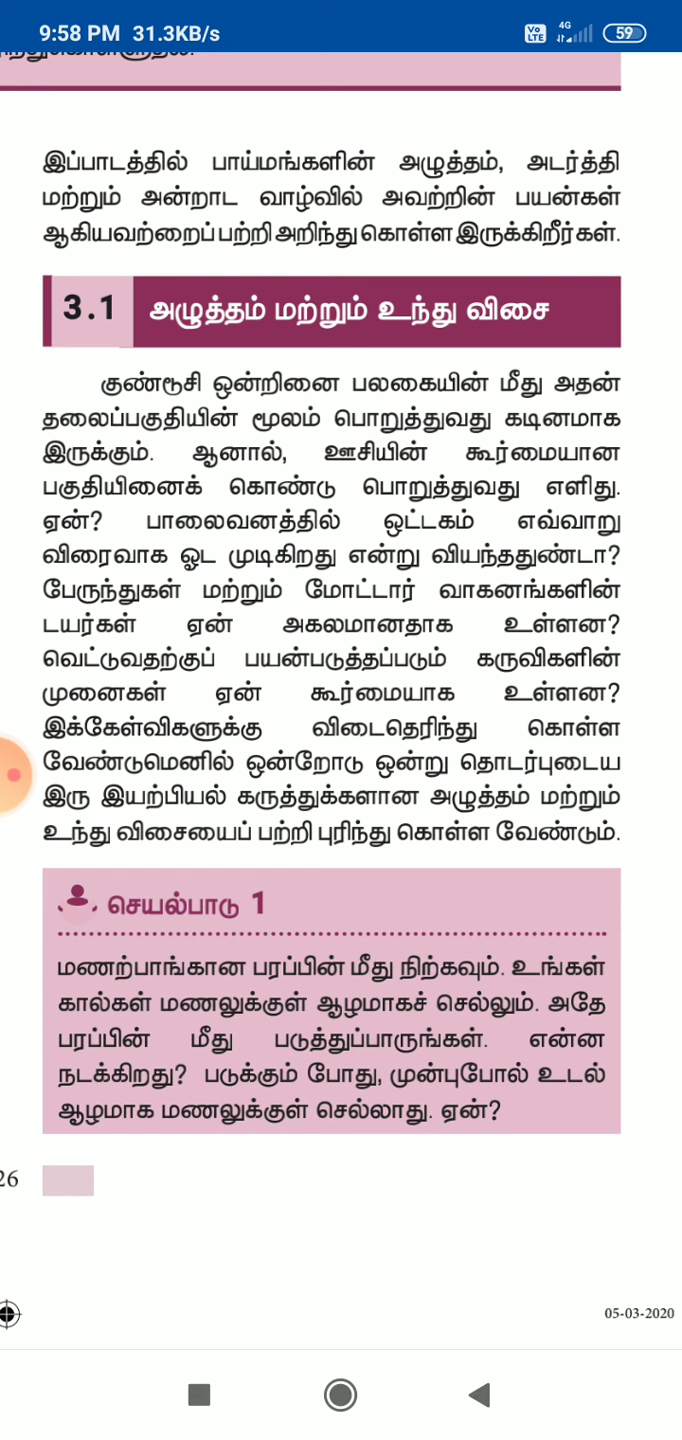 9:58 PM 31.3KB/s Vo LTE 4G 59
இப்பாடத்தில் பாய்மங்களின் அழுத்தம், அடர்த்தி
மற்றும் அன்றாட வாழ்வில் அவற்றின் பயன்கள்
ஆகியவற்றைப் பற்றி அறிந்து கொள்ள இருக்கிறீர்கள்.
3.1 அழுத்தம் மற்றும் உந்து விசை
குண்டூசி ஒன்றினை பலகையின் மீது அதன்
தலைப்பகுதியின் மூலம் பொறுத்துவது கடினமாக
இருக்கும். ஆனால், ஊசியின் கூர்மையான
பகுதியினைக் கொண்டு பொறுத்துவது எளிது.
ஏன்? பாலைவனத்தில் ஒட்டகம் எவ்வாறு
விரைவாக ஓட முடிகிறது என்று வியந்ததுண்டா?
பேருந்துகள் மற்றும் மோட்டார் வாகனங்களின்
டயர்கள் ஏன் அகலமானதாக உள்ளன?
வெட்டுவதற்குப் பயன்படுத்தப்படும் கருவிகளின்
முனைகள் ஏன் கூர்மையாக உள்ளன?
இக்கேள்விகளுக்கு விடைதெரிந்து கொள்ள
வேண்டுமெனில் ஒன்றோடு ஒன்று தொடர்புடைய
இரு இயற்பியல் கருத்துக்களான அழுத்தம் மற்றும்
உந்து விசையைப் பற்றி புரிந்து கொள்ள வேண்டும்.
செயல்பாடு 1
மணற்பாங்கான பரப்பின் மீது நிற்கவும். உங்கள்
கால்கள் மணலுக்குள் ஆழமாகச் செல்லும். அதே
பரப்பின் மீது படுத்துப்பாருங்கள். என்ன
நடக்கிறது? படுக்கும் போது, முன்புபோல் உடல்
ஆழமாக மணலுக்குள் செல்லாது. ஏன்?
26
05-03-2020